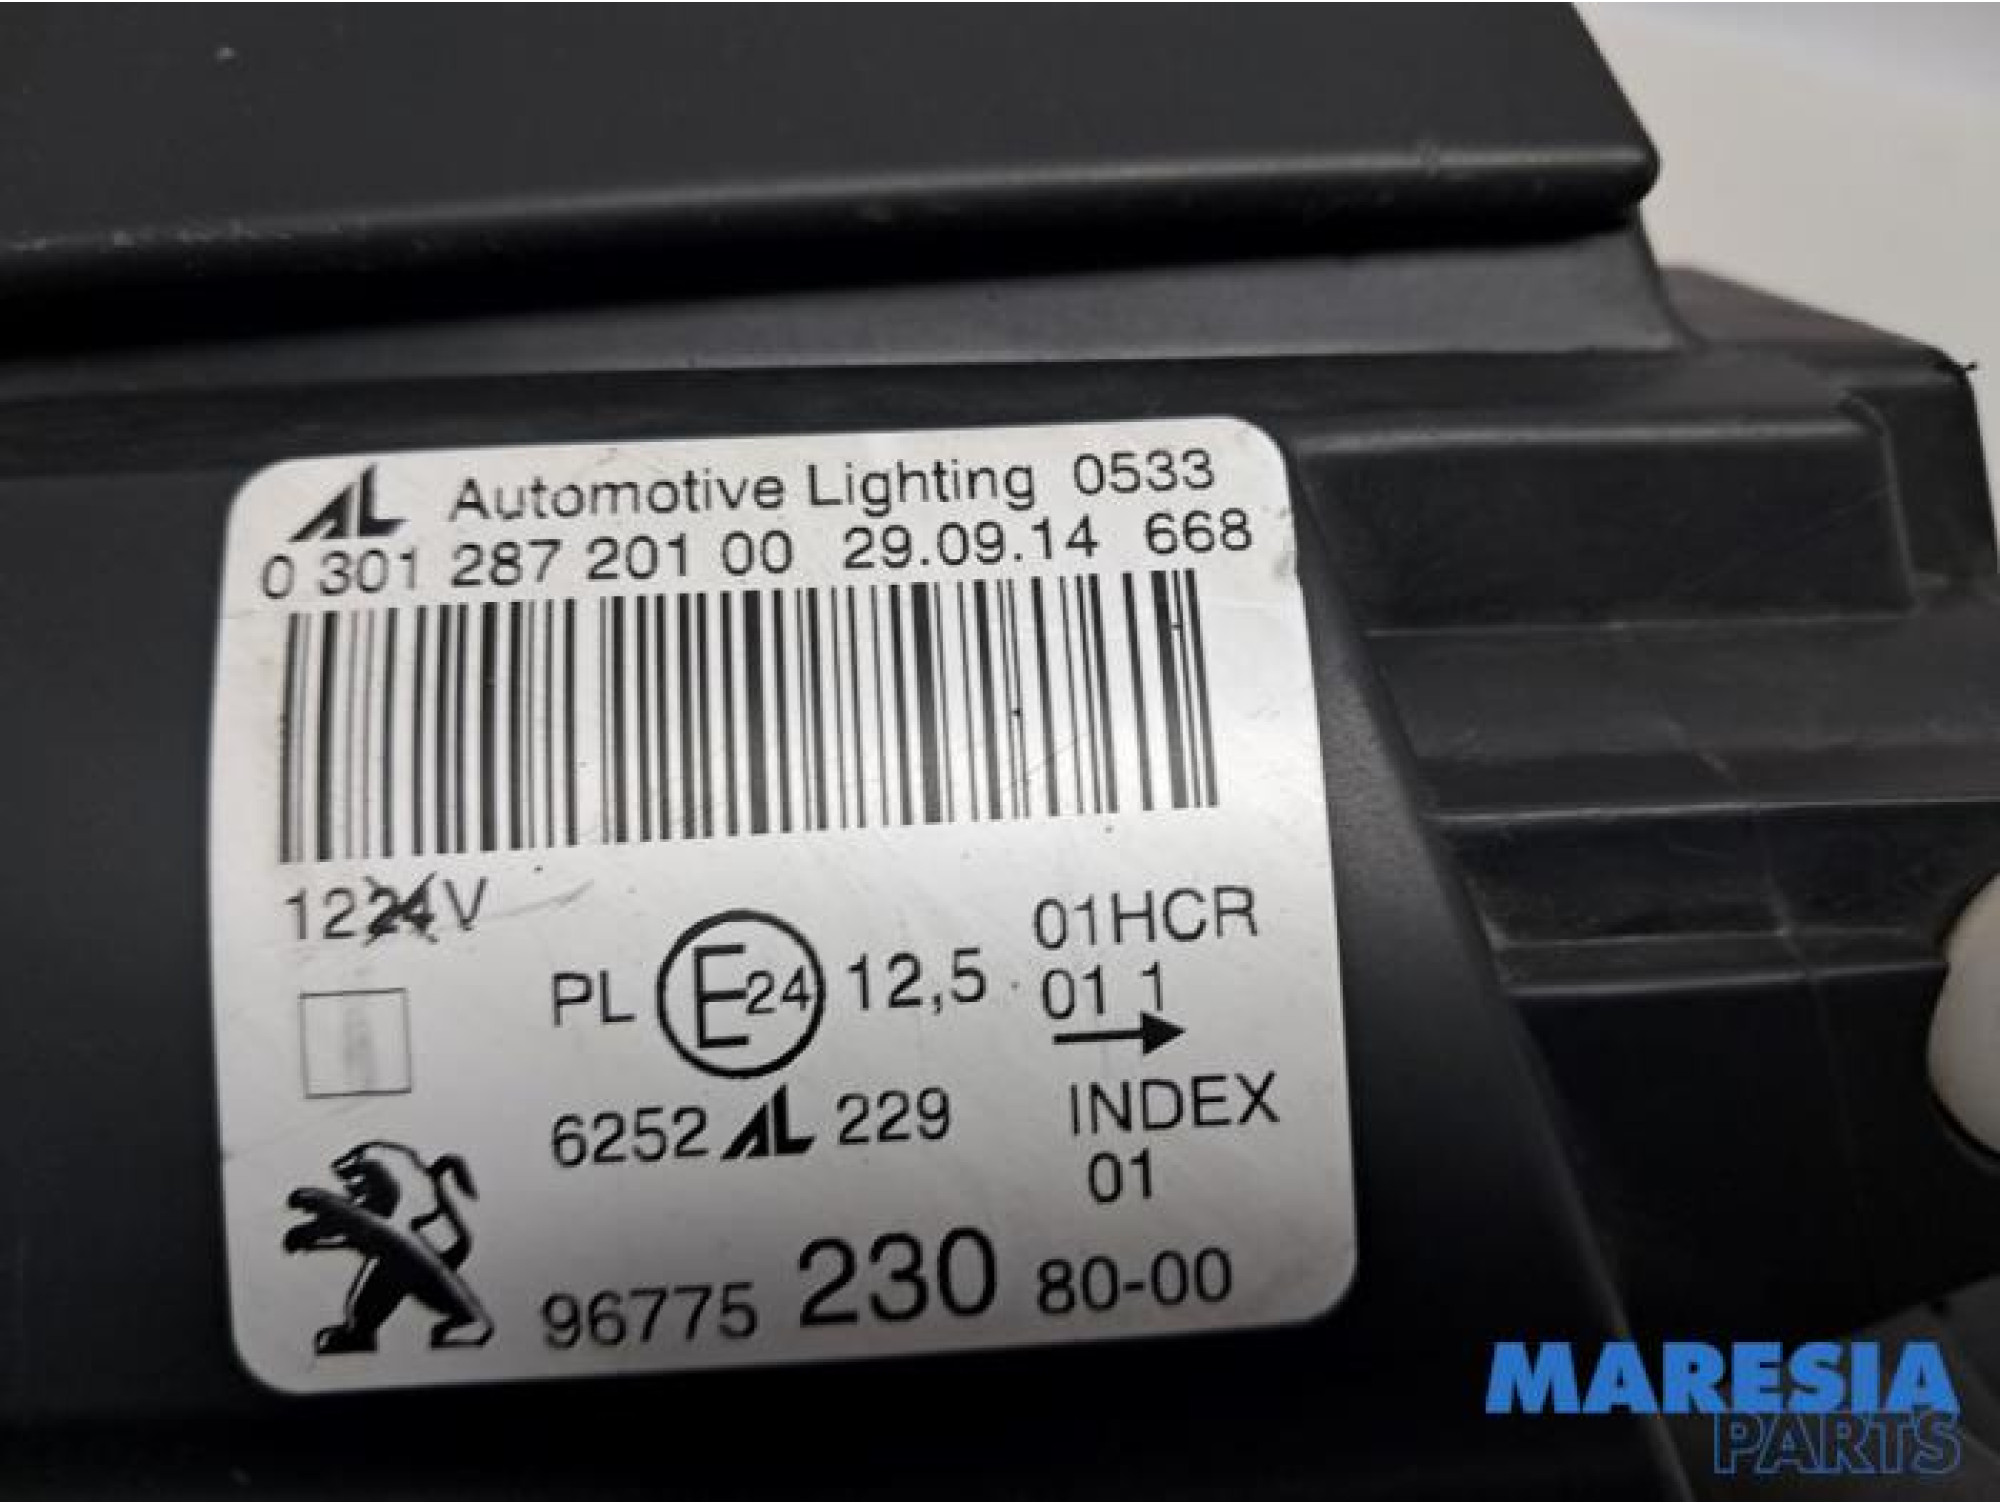 AL Automotive Lighting 0533
0 301 287 201 00 29.09.14 668
1224V
PL E24 12,5 01HCR
01 1
6252 AL 229
INDEX
01
96775 230 80-00
MARESIA
PARTS